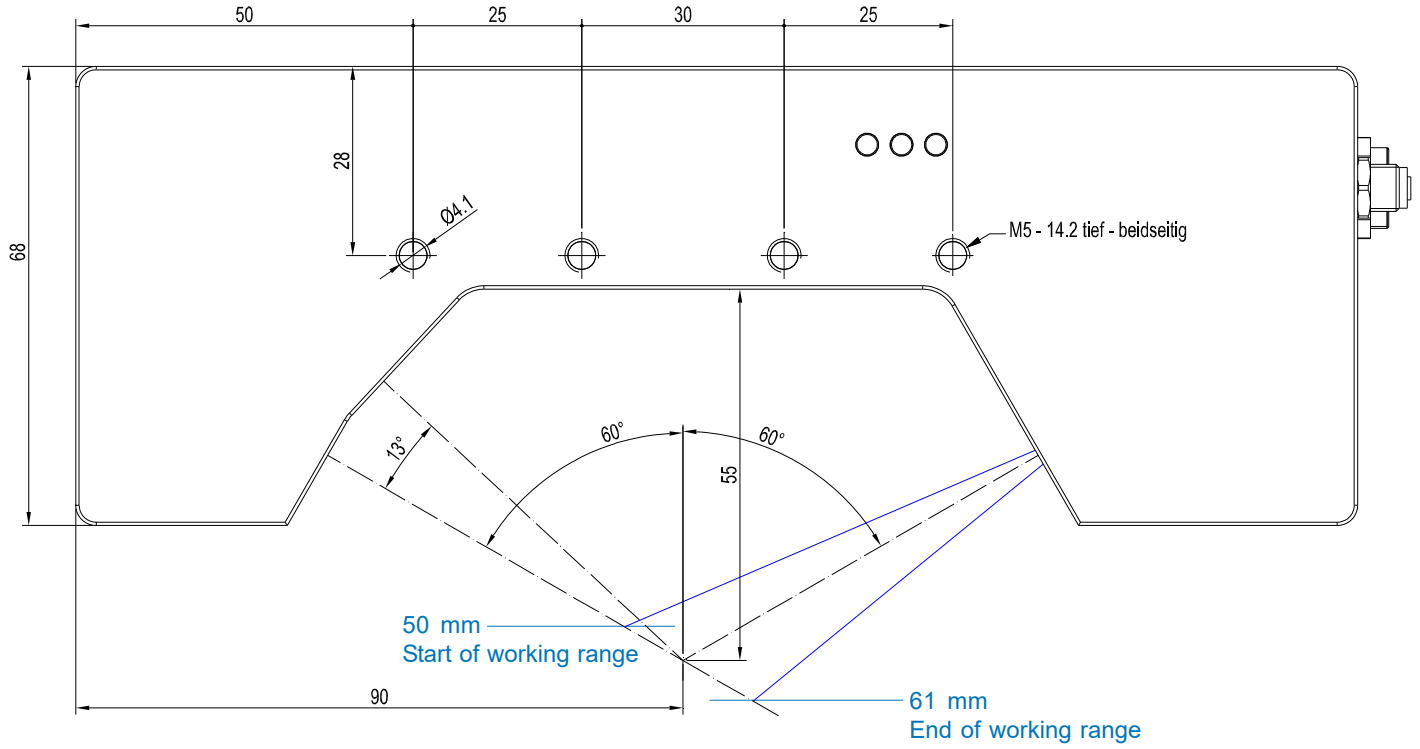 50
25
30
25
28
68
Ø4.1
M5 - 14.2 tief - beidseitig
13°
60°
60°
55
50 mm
Start of working range
90
61 mm
End of working range